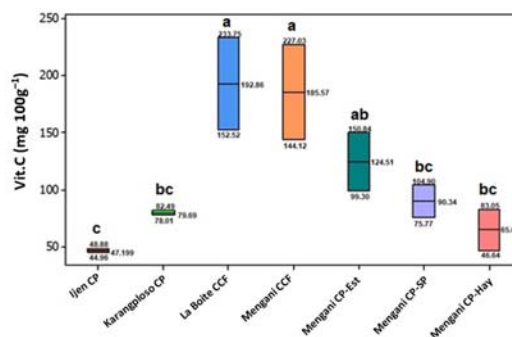 a
233.75
a
227.03
192.86
185.57
152.52
144.12
ab
150.84
124.51
99.30
bc
104.90
90.34
75.77
bc
83.05
46.64
bc
82.49
79.69
78.01
c
48.88
47.199
44.96
250
200
150
100
50
Vit.C (mg 100g⁻¹)
Ijen CP
Karangploso CP
La Boite CCF
Mengani CCF
Mengani CP-Est
Mengani CP-SP
Mengani CP-Hay